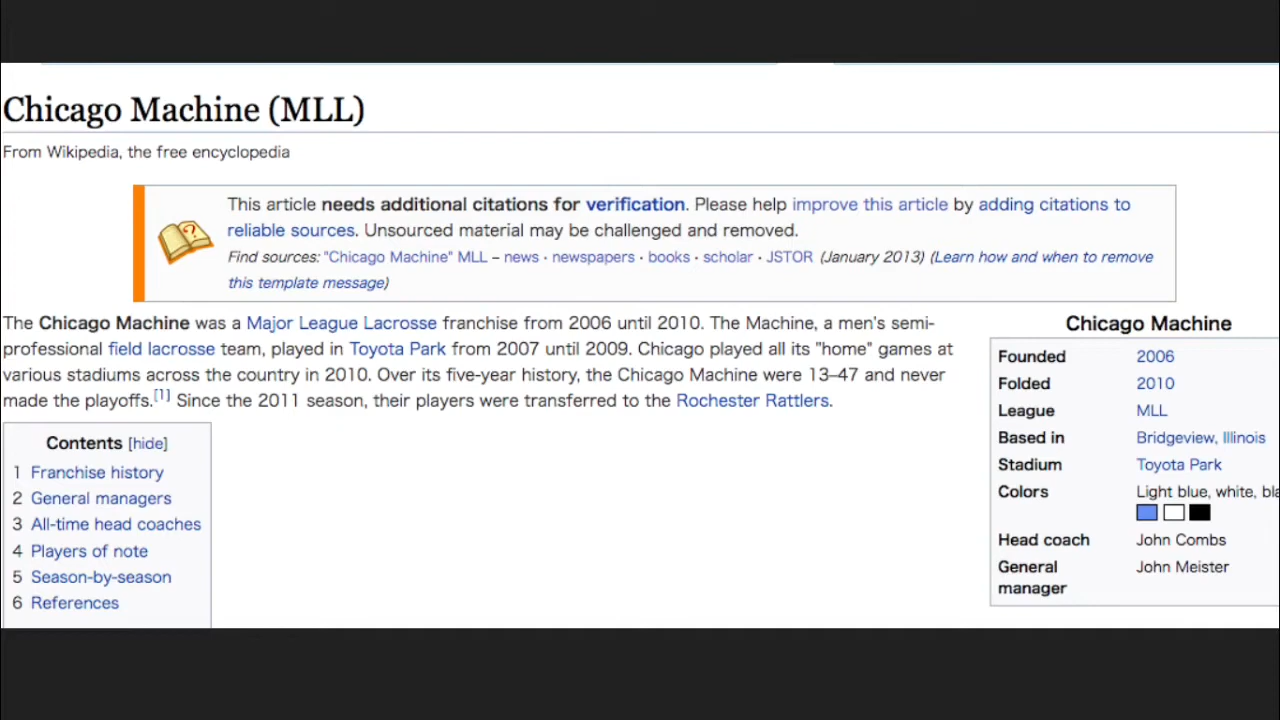 Chicago Machine (MLL)
From Wikipedia, the free encyclopedia
This article needs additional citations for verification. Please help improve this article by adding citations to
reliable sources. Unsourced material may be challenged and removed.
Find sources: "Chicago Machine" MLL – news · newspapers · books · scholar · JSTOR (January 2013) (Learn how and when to remove
this template message)
The Chicago Machine was a Major League Lacrosse franchise from 2006 until 2010. The Machine, a men's semi-
professional field lacrosse team, played in Toyota Park from 2007 until 2009. Chicago played all its "home" games at
various stadiums across the country in 2010. Over its five-year history, the Chicago Machine were 13–47 and never
made the playoffs.[1] Since the 2011 season, their players were transferred to the Rochester Rattlers.
Contents [hide]
1 Franchise history
2 General managers
3 All-time head coaches
4 Players of note
5 Season-by-season
6 References
Chicago Machine
Founded 2006
Folded 2010
League MLL
Based in Bridgeview, Illinois
Stadium Toyota Park
Colors Light blue, white,
Head coach John Combs
General John Meister
manager